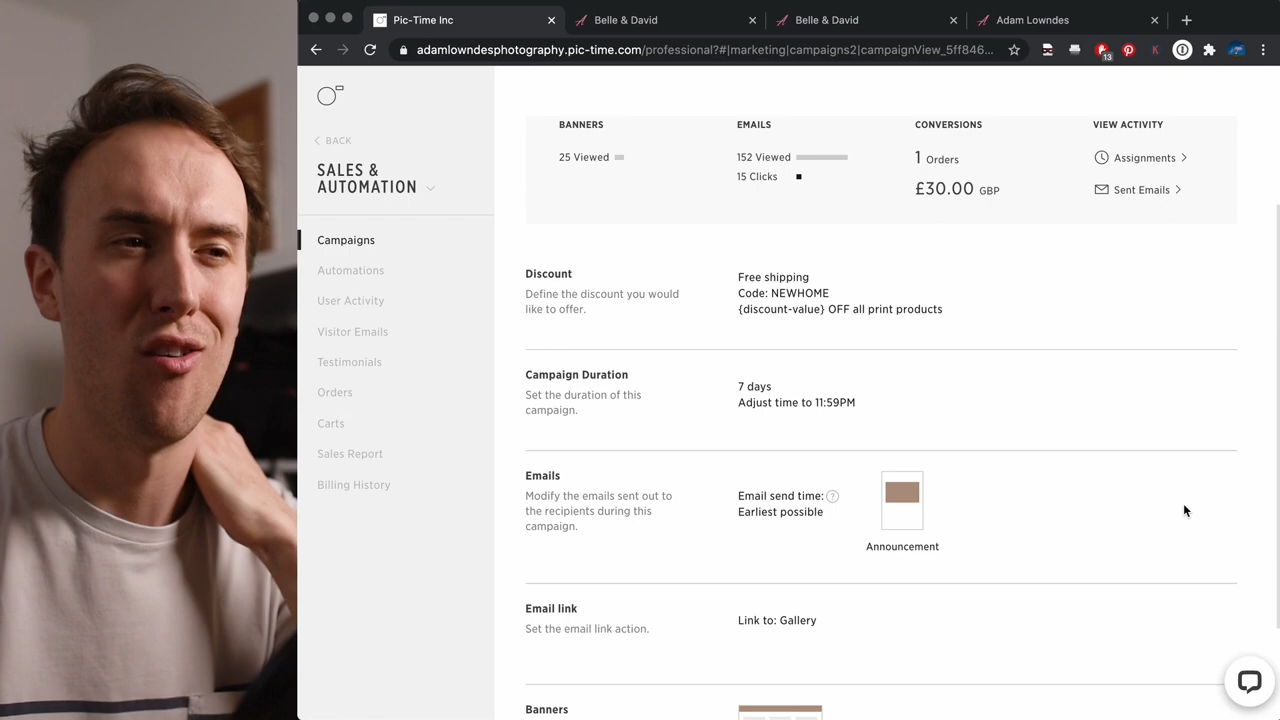 Pic-Time Inc
Belle & David
Belle & David
Adam Lowndes
adamlowndesphotography.pic-time.com/professional?#|marketing|campaigns2|campaignView_5ff846...
13
K
BACK
SALES &
AUTOMATION
Campaigns
Automations
User Activity
Visitor Emails
Testimonials
Orders
Carts
Sales Report
Billing History
BANNERS
EMAILS
CONVERSIONS
VIEW ACTIVITY
25 Viewed
152 Viewed
15 Clicks
1 Orders
£30.00 GBP
Assignments
Sent Emails
Discount
Define the discount you would
like to offer.
Free shipping
Code: NEWHOME
{discount-value} OFF all print products
Campaign Duration
Set the duration of this
campaign.
7 days
Adjust time to 11:59PM
Emails
Modify the emails sent out to
the recipients during this
campaign.
Email send time: ?
Earliest possible
Announcement
Email link
Set the email link action.
Link to: Gallery
Banners